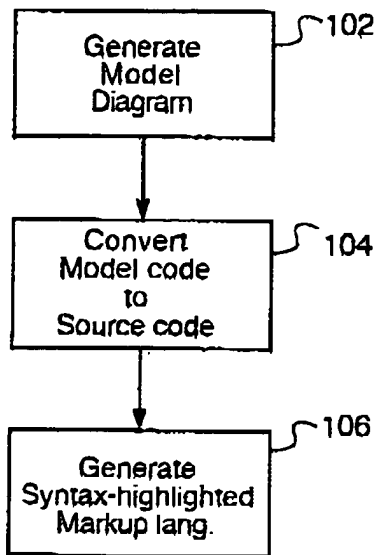 Generate
Model
Diagram
102
Convert
Model code
to
Source code
104
Generate
Syntax-highlighted
Markup lang.
106